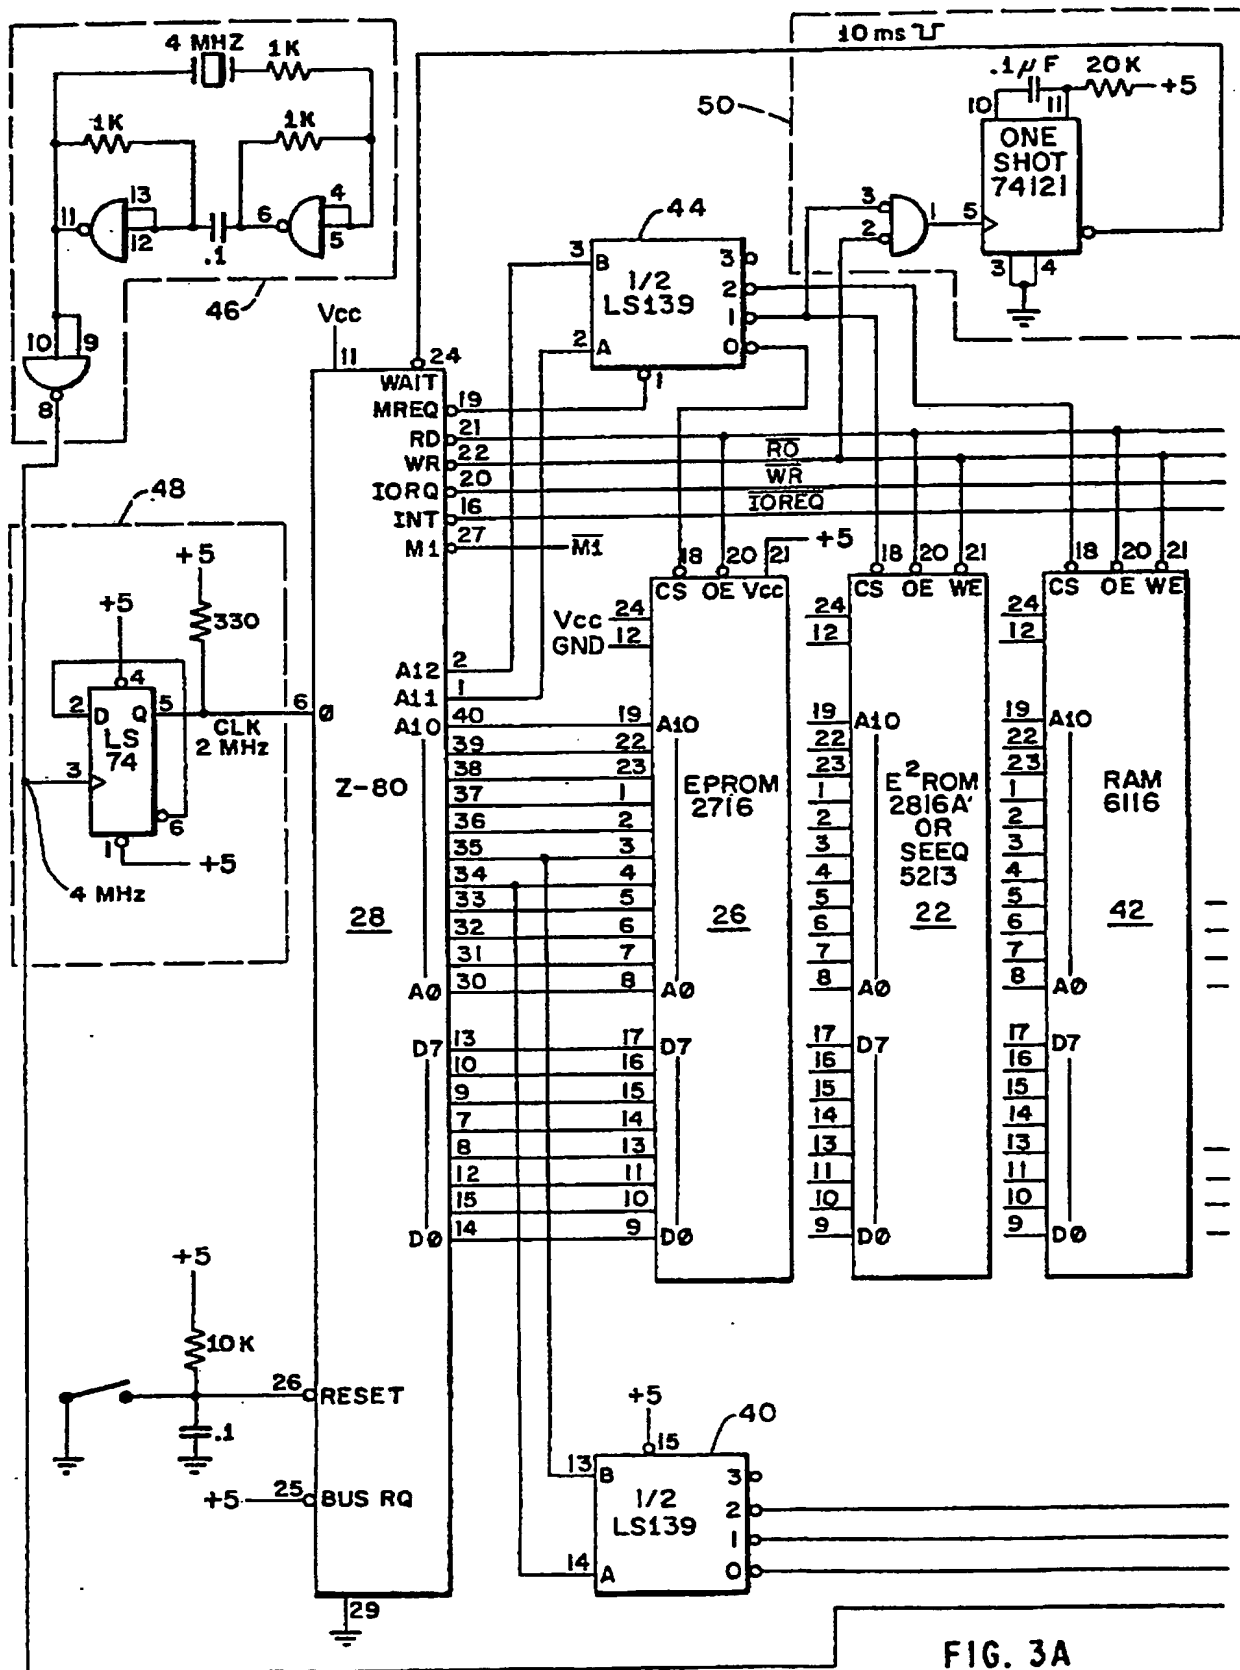 4 MHZ
1K
1K
1K
11
13
12
.1
6
4
5
10
9
8
46
10 ms
.1 µF
20K
+5
10
11
50
ONE
SHOT
74121
3
2
1
5
3
4
44
3
B
1/2
LS139
2
A
3
2
1
0
1
Vcc
11
24
WAIT
MREQ
19
RD
21
WR
22
IORQ
20
INT
16
M1
27
RO
WR
IOREQ
M1
48
+5
+5
330
4
2
D
Q
5
LS
74
3
6
1
+5
CLK
2 MHz
4 MHz
6
Ø
Z-80
28
A12
2
A11
1
A10
40
39
38
37
36
35
34
33
32
31
30
AØ
D7
13
10
9
7
8
12
15
14
DØ
18
20
21
+5
CS
OE
Vcc
Vcc
24
GND
12
19
A10
22
23
1
2
3
4
5
6
7
8
AØ
EPROM
2716
26
17
D7
16
15
14
13
11
10
9
DØ
18
20
21
CS
OE
WE
24
12
19
A10
22
23
1
2
3
4
5
6
7
8
AØ
E²ROM
2816A'
OR
SEEQ
5213
22
17
D7
16
15
14
13
11
10
9
DØ
18
20
21
CS
OE
WE
24
12
19
A10
22
23
1
2
3
4
5
6
7
8
AØ
RAM
6116
42
17
D7
16
15
14
13
11
10
9
DØ
+5
10K
26
RESET
.1
+5
25
BUS RQ
29
+5
15
40
13
B
1/2
LS139
14
A
3
2
1
0
FIG. 3A